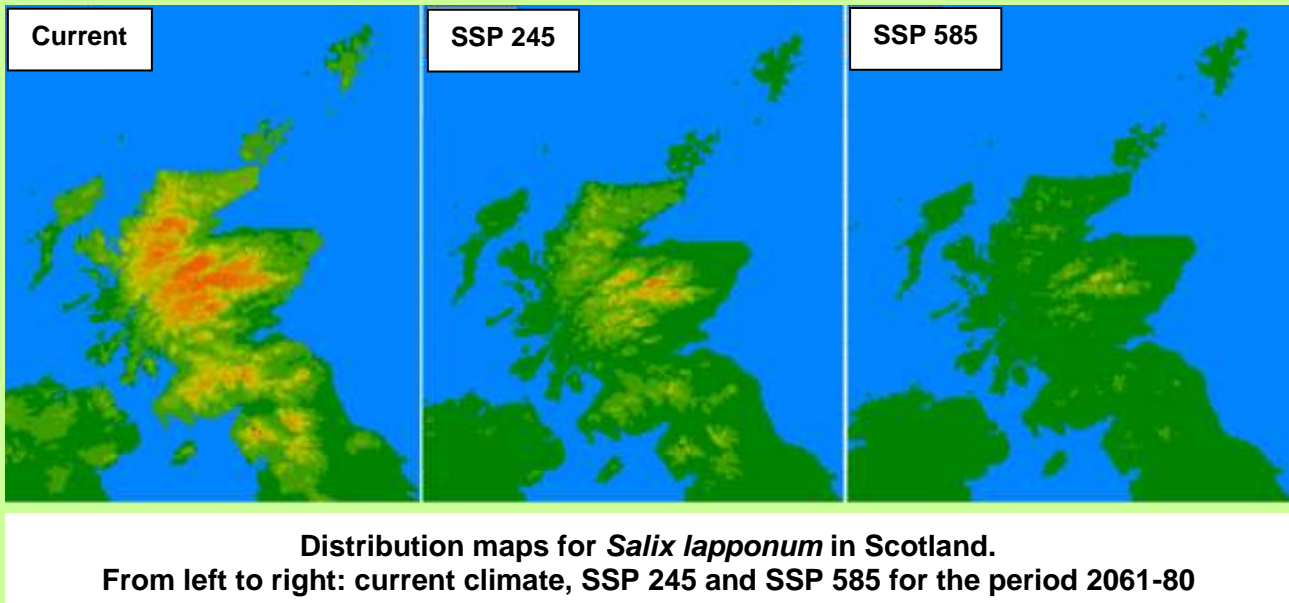 Current
SSP 245
SSP 585
Distribution maps for Salix lapponum in Scotland.
From left to right: current climate, SSP 245 and SSP 585 for the period 2061-80